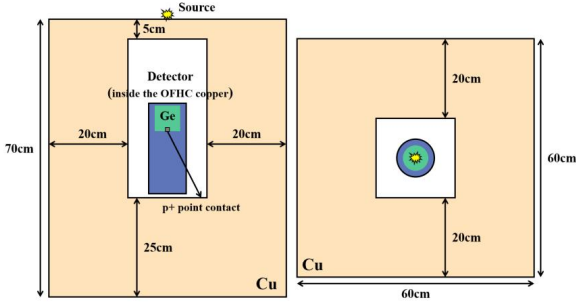 Source
5cm
Detector
(inside the OFHC copper)
Ge
20cm
20cm
70cm
p+ point contact
25cm
Cu
20cm
60cm
20cm
Cu
60cm